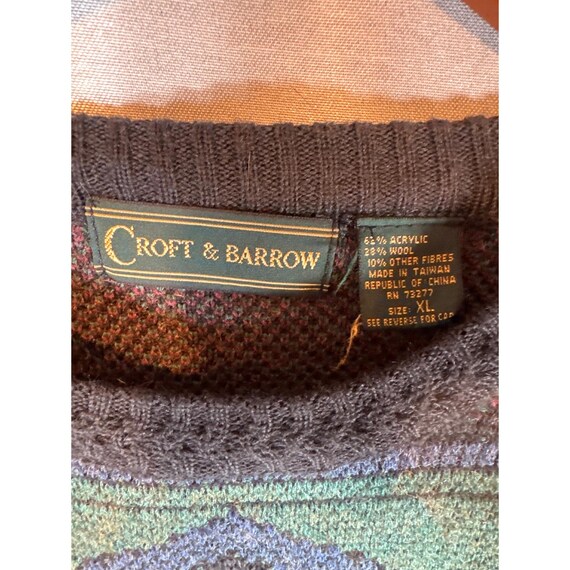 CROFT & BARROW
62% ACRYLIC
28% WOOL
10% OTHER FIBRES
MADE IN TAIWAN
REPUBLIC OF CHINA
RN 73277
SIZE: XL
SEE REVERSE FOR CAR